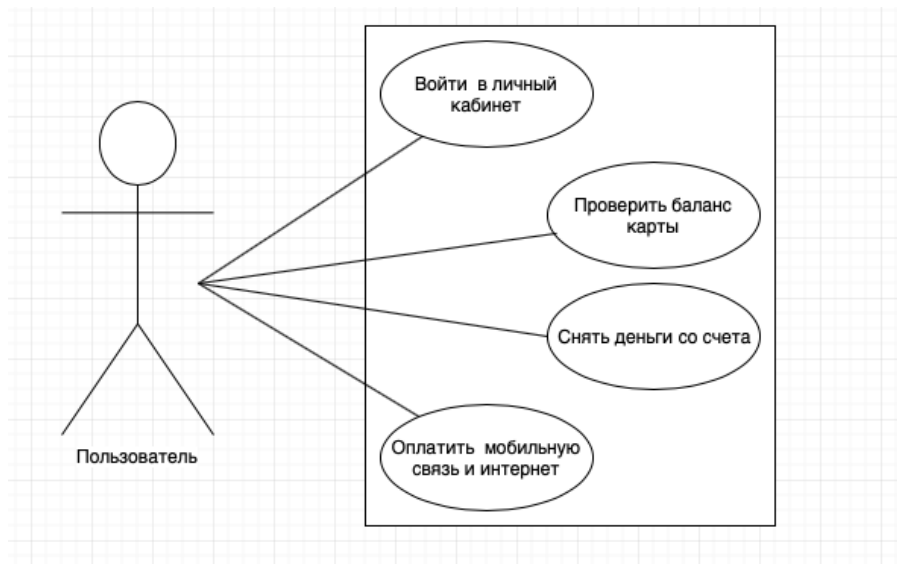 Войти  в личный
кабинет
Проверить баланс
карты
Снять деньги со счета
Оплатить  мобильную
связь и интернет
Пользователь